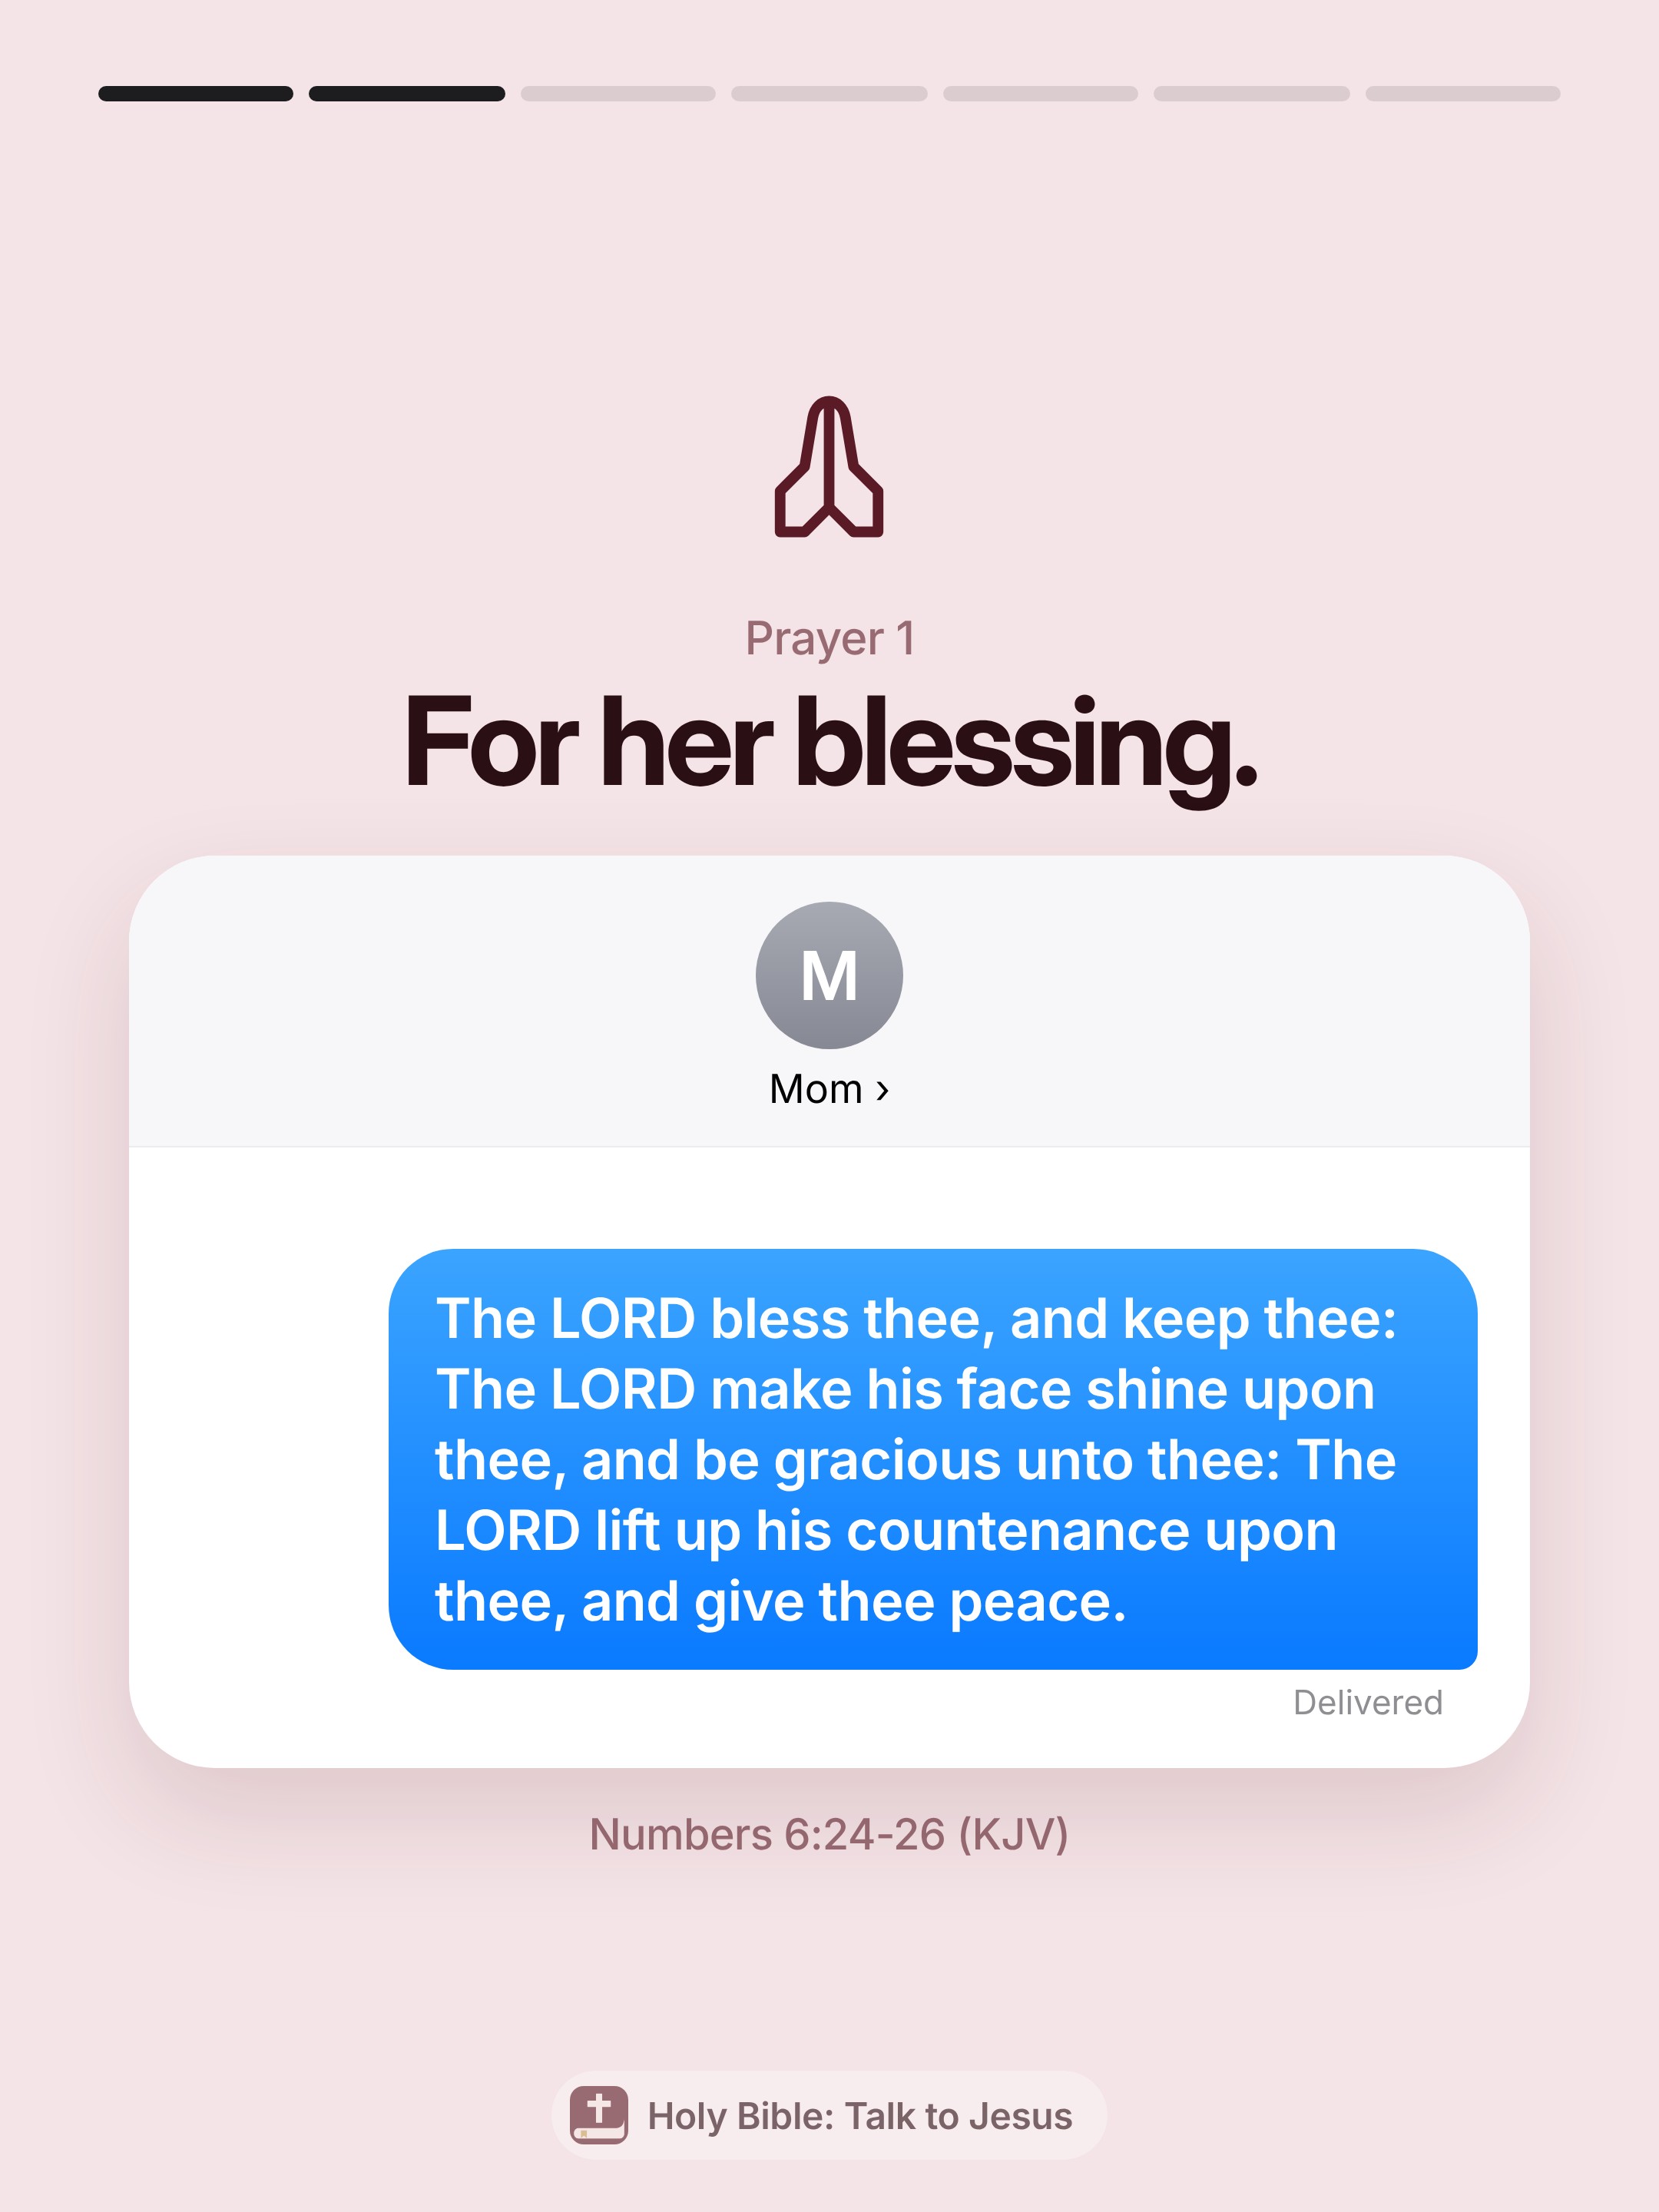 Prayer 1
For her blessing.
M
Mom ›
The LORD bless thee, and keep thee:
The LORD make his face shine upon
thee, and be gracious unto thee: The
LORD lift up his countenance upon
thee, and give thee peace.
Delivered
Numbers 6:24-26 (KJV)
Holy Bible: Talk to Jesus